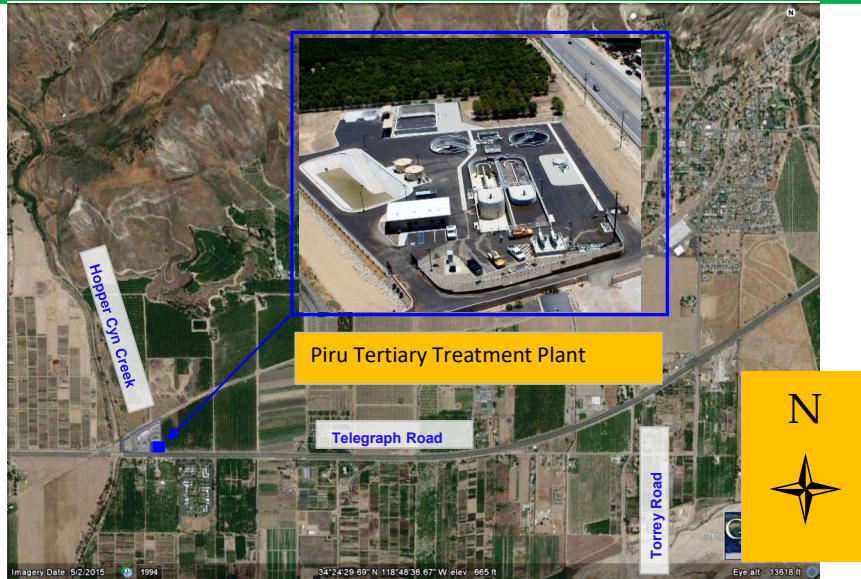 N
Hopper Cyn Creek
Piru Tertiary Treatment Plant
Telegraph Road
N
Torrey Road
Imagery Date: 5/2/2015
1994
34°24'29.69" N 118°48'36.67" W elev 665 ft
Eye alt 13618 ft